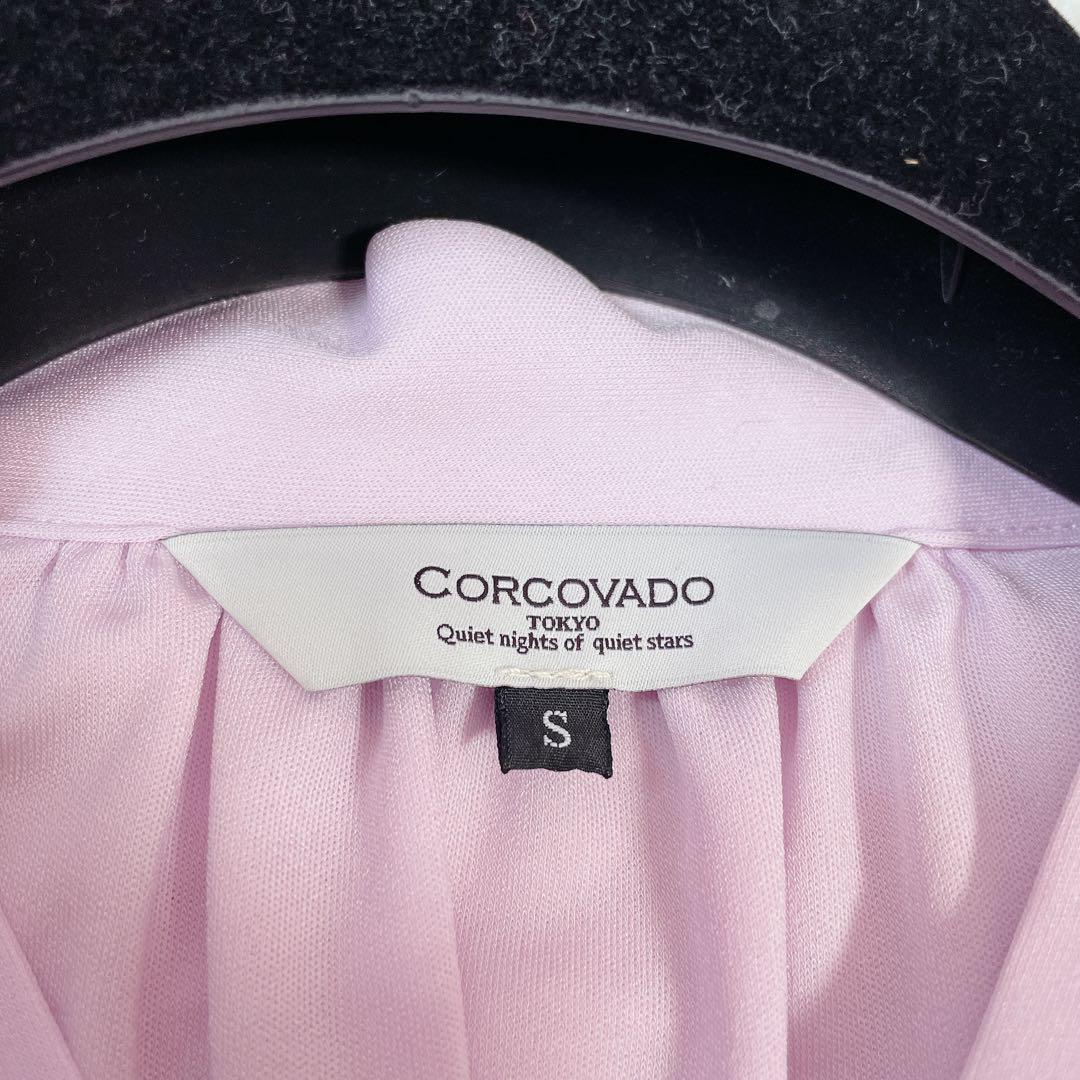 CORCOVADO
TOKYO
Quiet nights of quiet stars
S